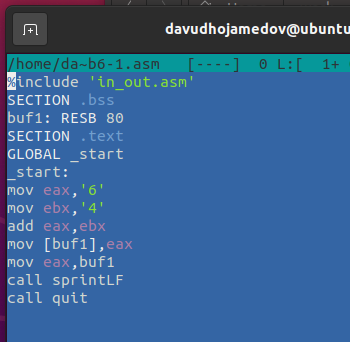 davudhojamedov@ubuntu
/home/da~b6-1.asm [----] 0 L:[ 1+
%include 'in_out.asm'
SECTION .bss
buf1: RESB 80
SECTION .text
GLOBAL _start
_start:
mov eax,'6'
mov ebx,'4'
add eax,ebx
mov [buf1],eax
mov eax,buf1
call sprintLF
call quit